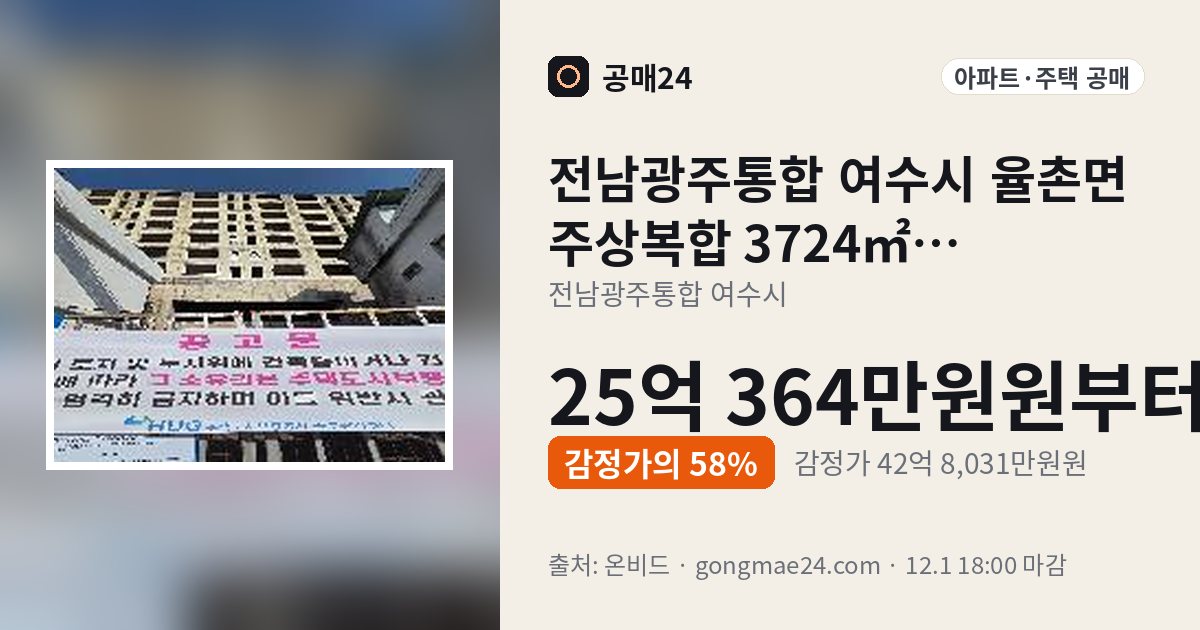 공매24
아파트·주택 공매
전남광주통합 여수시 율촌면
주상복합 3724㎡…
전남광주통합 여수시
25억 364만원원부터
감정가의 58%
감정가 42억 8,031만원원
출처: 온비드 · gongmae24.com · 12.1 18:00 마감
공고문
HUG